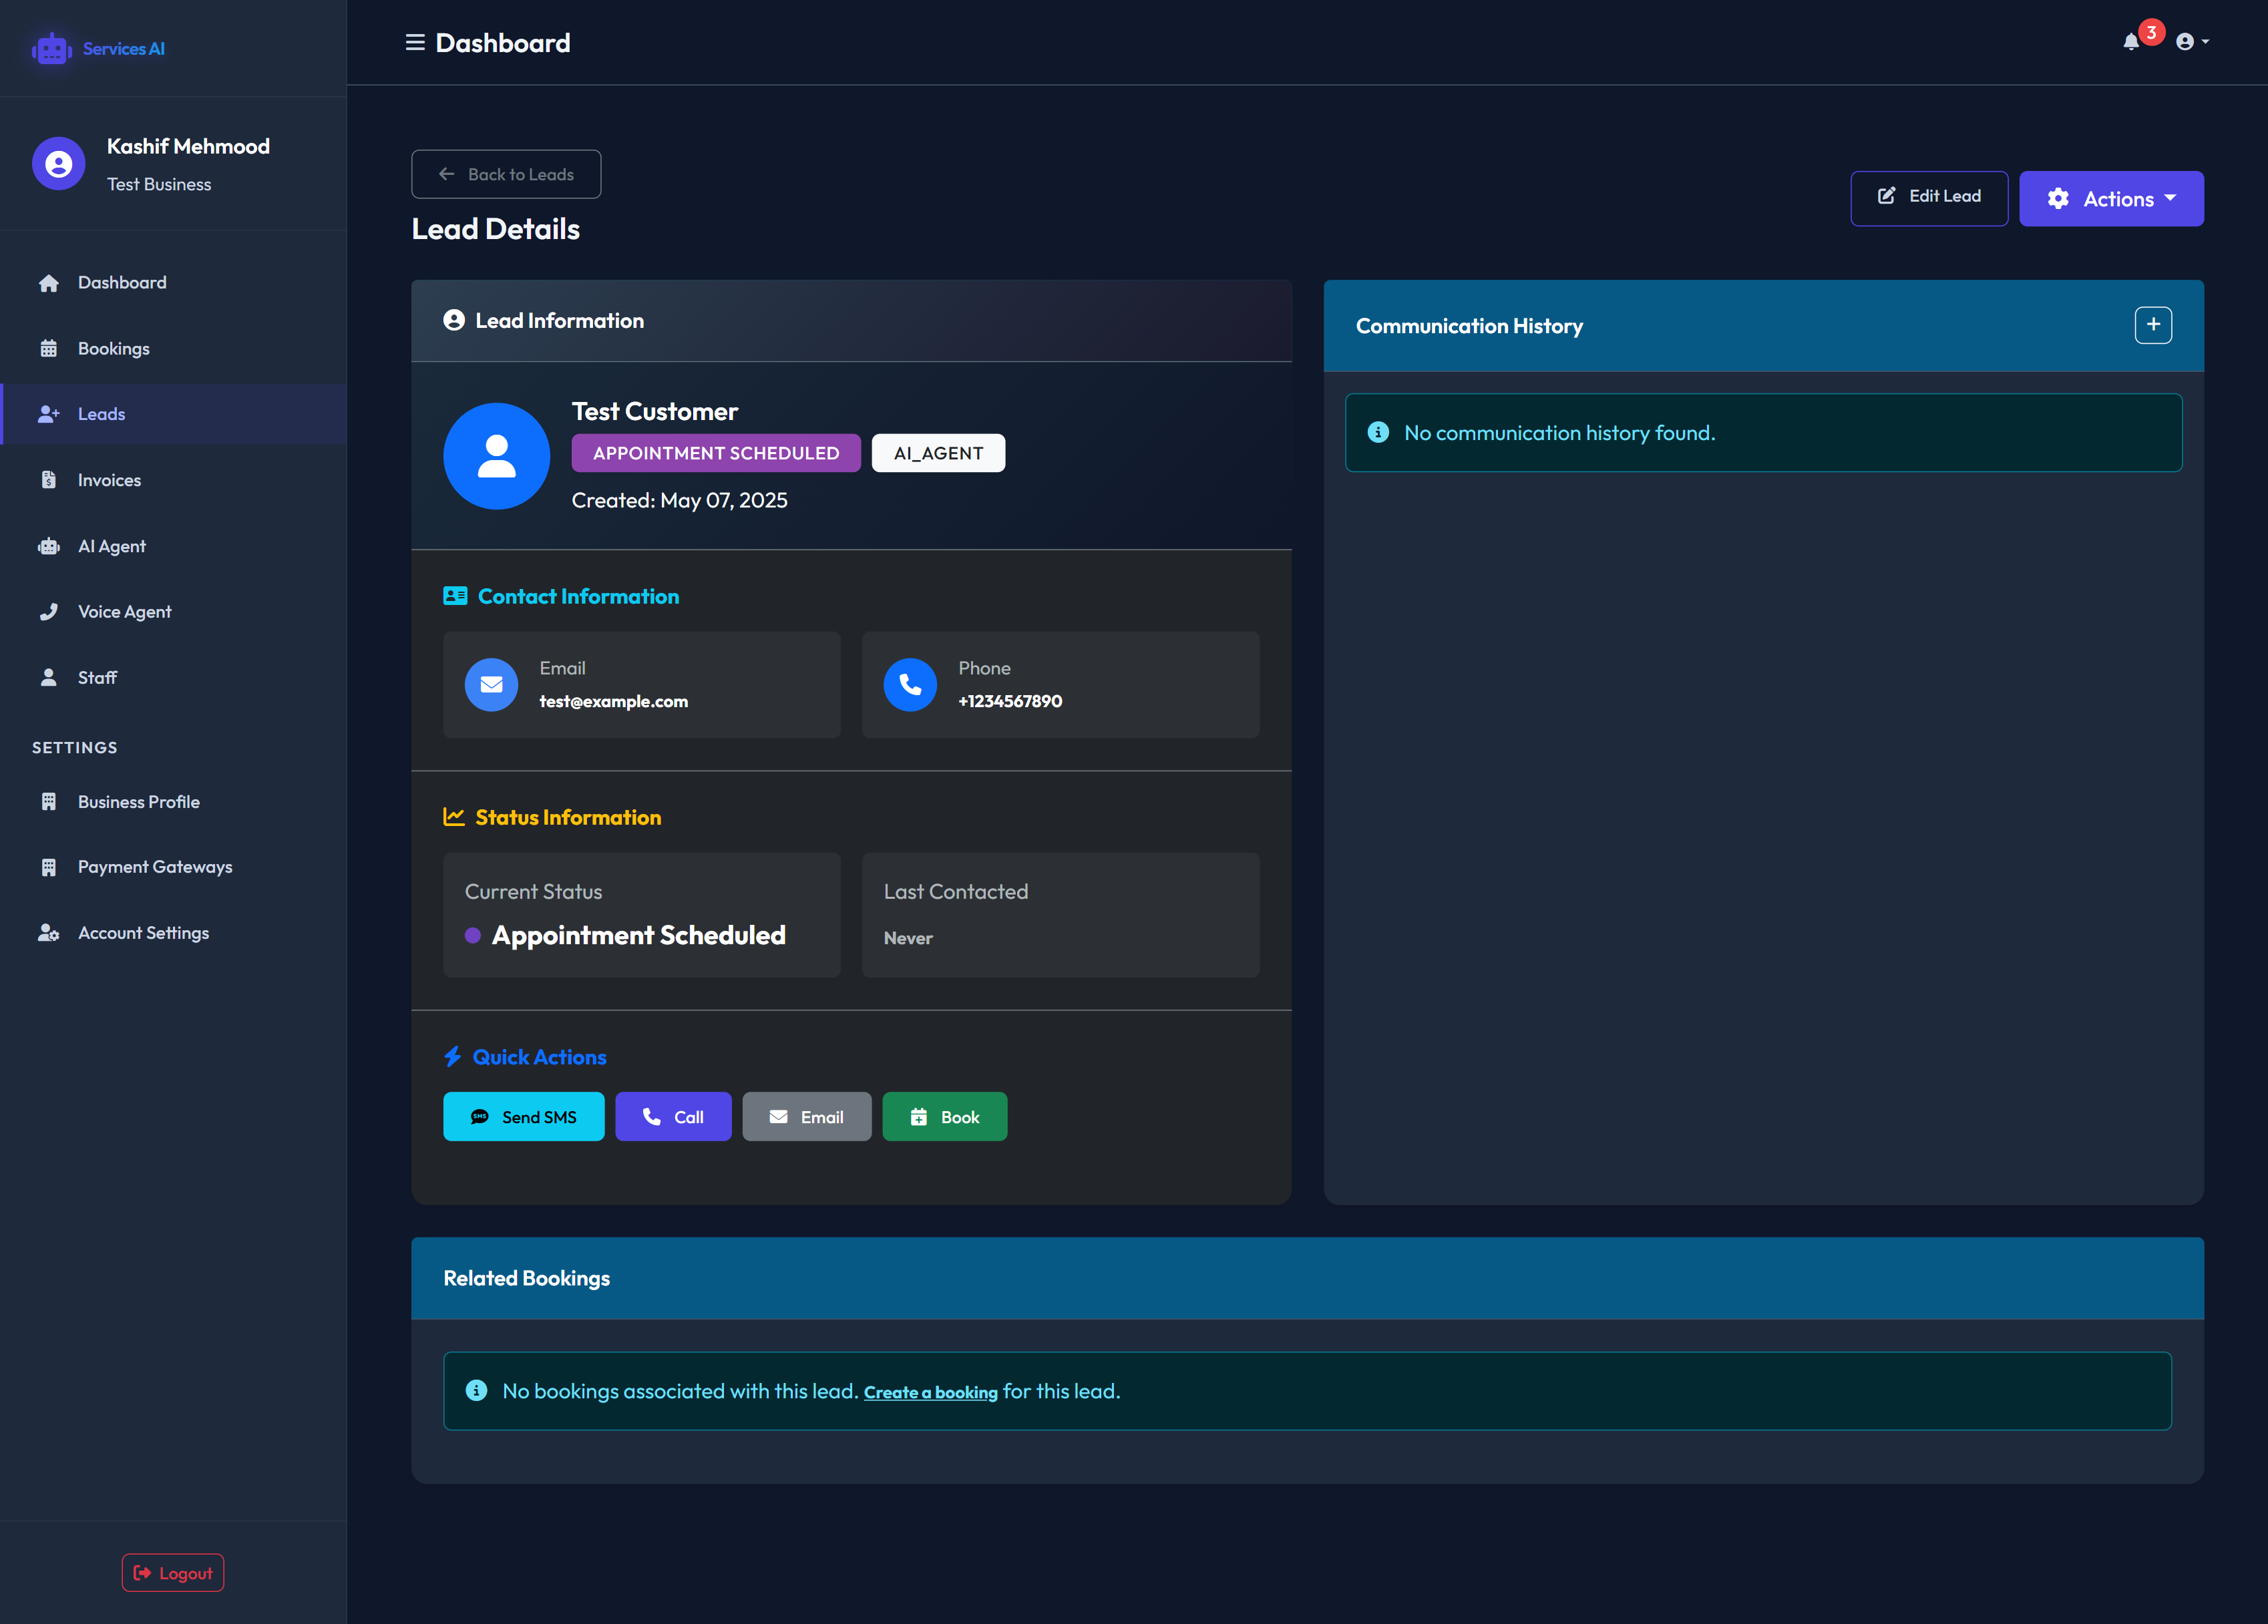 Services AI
Kashif Mehmood
Test Business
Dashboard
Bookings
Leads
Invoices
AI Agent
Voice Agent
Staff
SETTINGS
Business Profile
Payment Gateways
Account Settings
Logout
Dashboard
3
Back to Leads
Lead Details
Edit Lead
Actions
Lead Information
Test Customer
APPOINTMENT SCHEDULED
AI_AGENT
Created: May 07, 2025
Contact Information
Email
test@example.com
Phone
+1234567890
Status Information
Current Status
Appointment Scheduled
Last Contacted
Never
Quick Actions
SMS Send SMS
Call
Email
Book
Communication History
No communication history found.
Related Bookings
No bookings associated with this lead. Create a booking for this lead.